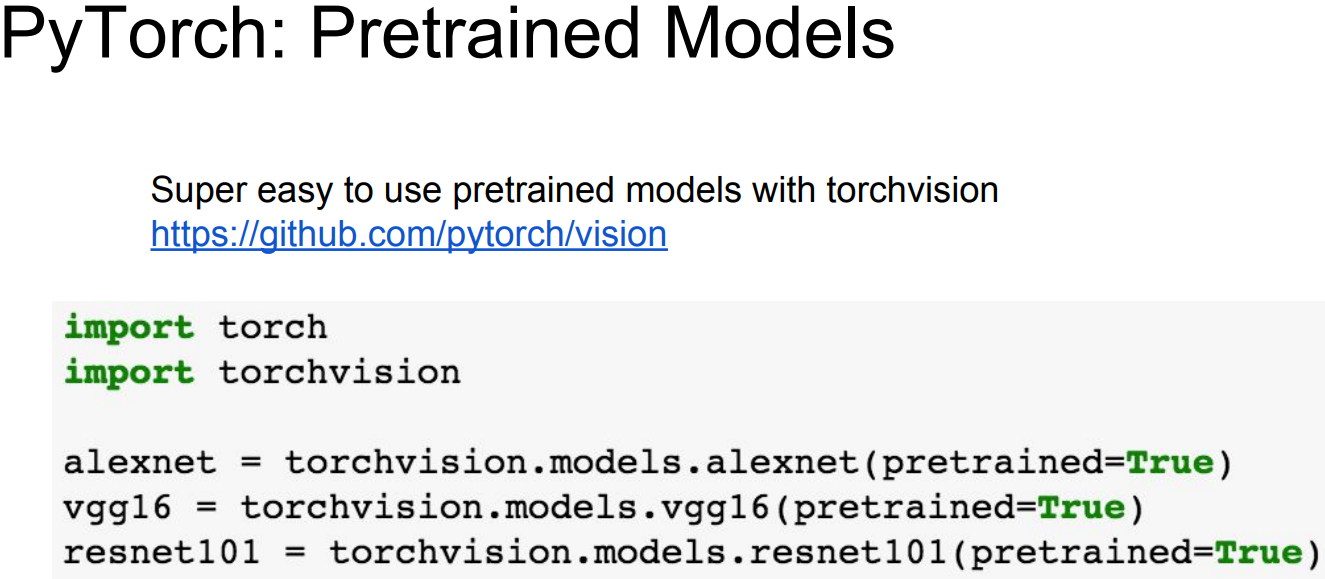 PyTorch: Pretrained Models
Super easy to use pretrained models with torchvision
https://github.com/pytorch/vision
import torch
import torchvision
alexnet = torchvision.models.alexnet(pretrained=True)
vgg16 = torchvision.models.vgg16(pretrained=True)
resnet101 = torchvision.models.resnet101(pretrained=True)